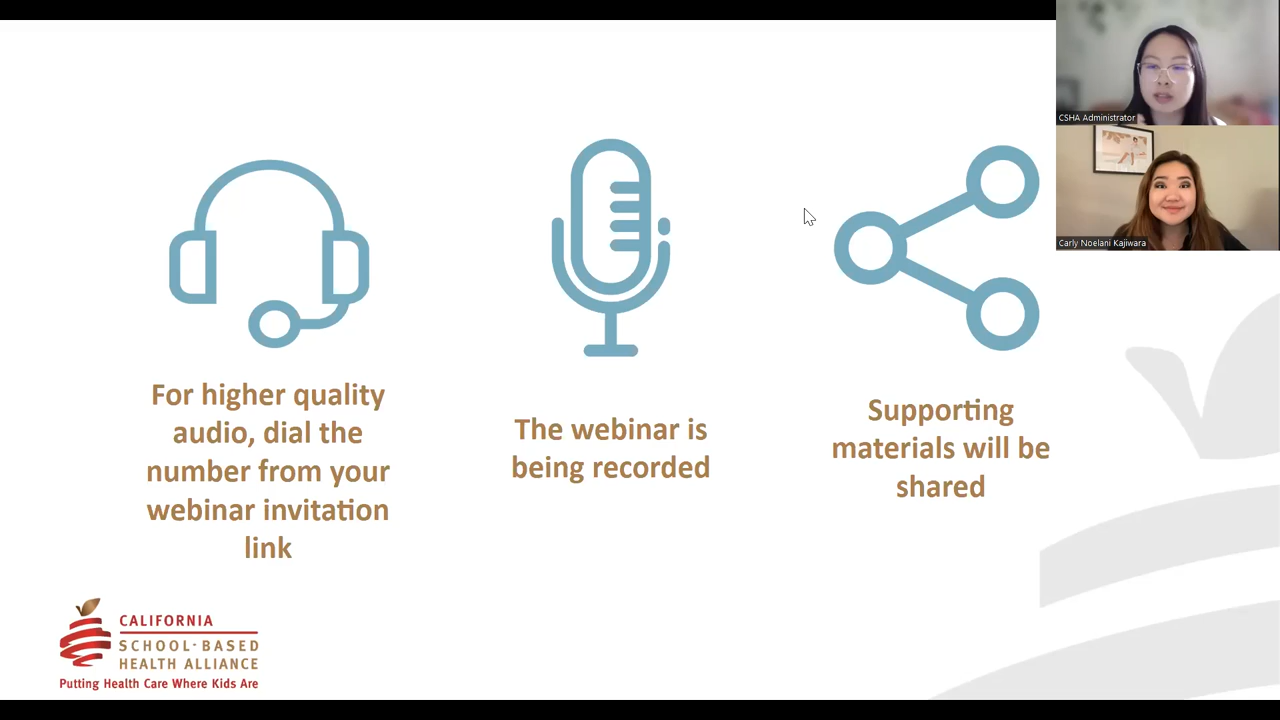 CSHA Administrator
Carly Noelani Kajiwara
For higher quality
audio, dial the
number from your
webinar invitation
link
The webinar is
being recorded
Supporting
materials will be
shared
CALIFORNIA
SCHOOL-BASED
HEALTH ALLIANCE
Putting Health Care Where Kids Are